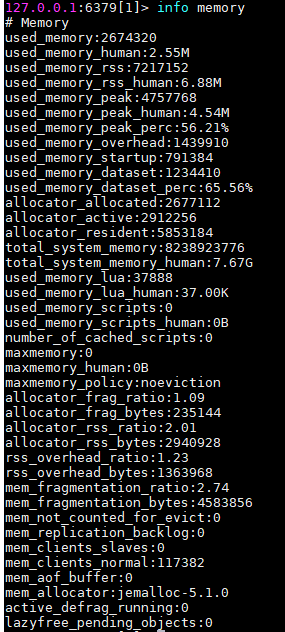 127.0.0.1:6379[1]> info memory
# Memory
used_memory:2674320
used_memory_human:2.55M
used_memory_rss:7217152
used_memory_rss_human:6.88M
used_memory_peak:4757768
used_memory_peak_human:4.54M
used_memory_peak_perc:56.21%
used_memory_overhead:1439910
used_memory_startup:791384
used_memory_dataset:1234410
used_memory_dataset_perc:65.56%
allocator_allocated:2677112
allocator_active:2912256
allocator_resident:5853184
total_system_memory:8238923776
total_system_memory_human:7.67G
used_memory_lua:37888
used_memory_lua_human:37.00K
used_memory_scripts:0
used_memory_scripts_human:0B
number_of_cached_scripts:0
maxmemory:0
maxmemory_human:0B
maxmemory_policy:noeviction
allocator_frag_ratio:1.09
allocator_frag_bytes:235144
allocator_rss_ratio:2.01
allocator_rss_bytes:2940928
rss_overhead_ratio:1.23
rss_overhead_bytes:1363968
mem_fragmentation_ratio:2.74
mem_fragmentation_bytes:4583856
mem_not_counted_for_evict:0
mem_replication_backlog:0
mem_clients_slaves:0
mem_clients_normal:117382
mem_aof_buffer:0
mem_allocator:jemalloc-5.1.0
active_defrag_running:0
lazyfree_pending_objects:0